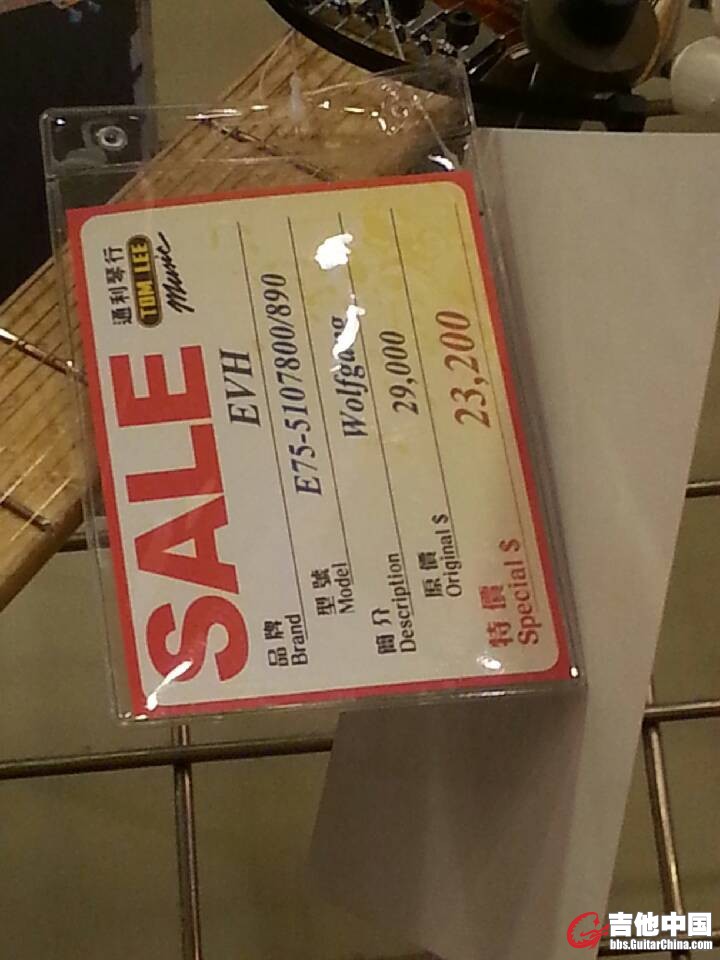 SALE
通利琴行
TOM LEE
Music
品牌
Brand
EVH
型號
Model
E75-5107800/890
簡介
Description
Wolfgang
原價
Original $
29,000
特價
Special $
23,200
吉他中国
bbs.GuitarChina.com